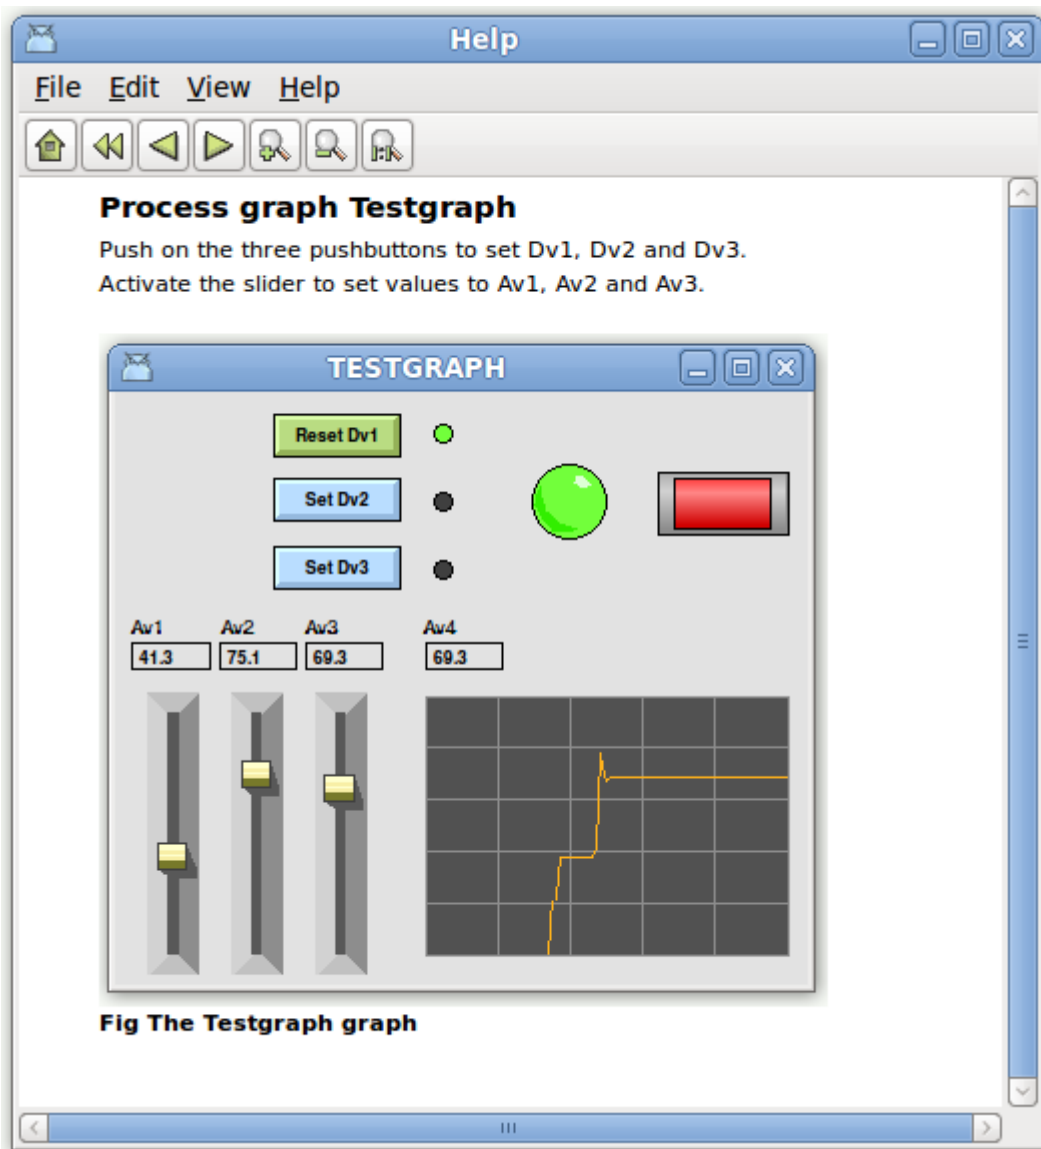 Help
File Edit View Help
Process graph Testgraph
Push on the three pushbuttons to set Dv1, Dv2 and Dv3.
Activate the slider to set values to Av1, Av2 and Av3.
TESTGRAPH
Reset Dv1
Set Dv2
Set Dv3
Av1 Av2 Av3 Av4
41.3 75.1 69.3 69.3
Fig The Testgraph graph